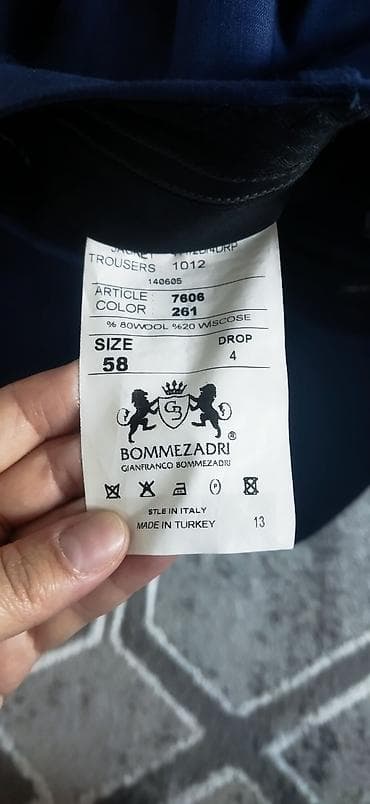 TROUSERS 1012
140605
ARTICLE 7606
COLOR 261
% 80WOOL %20 WISCOSE
SIZE DROP
58 4
GB
BOMMEZADRI®
GIANFRANCO BOMMEZADRI
P
STLE IN ITALY
MADE IN TURKEY 13